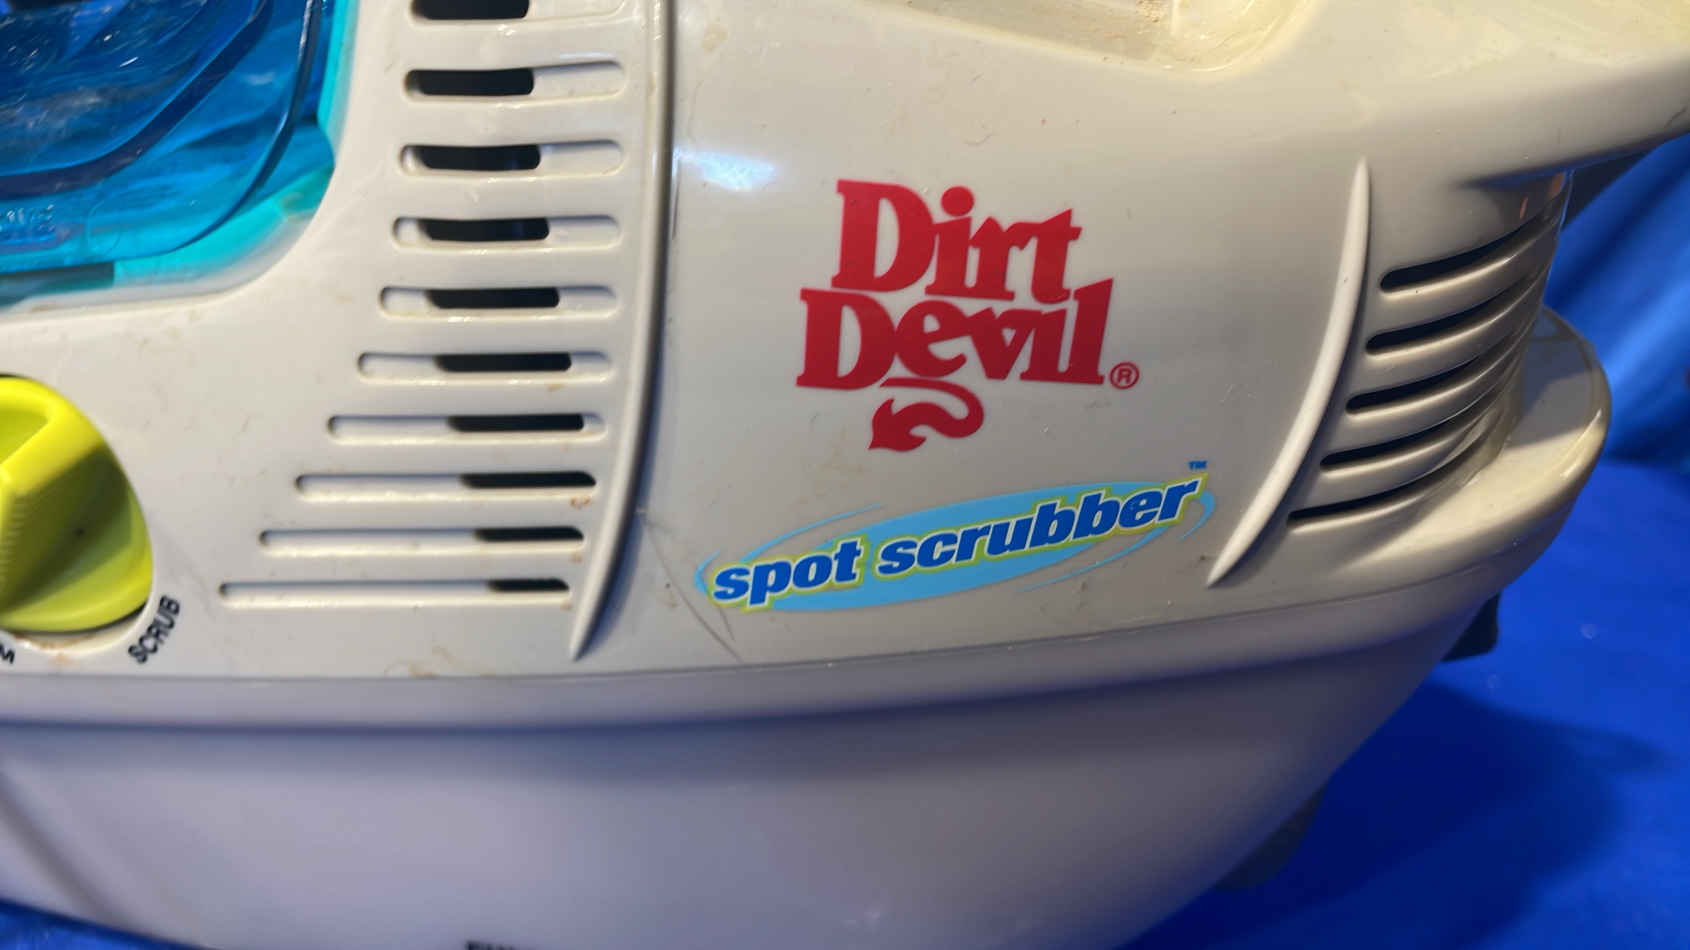 Dirt
Devil®
spot scrubber™
SCRUB